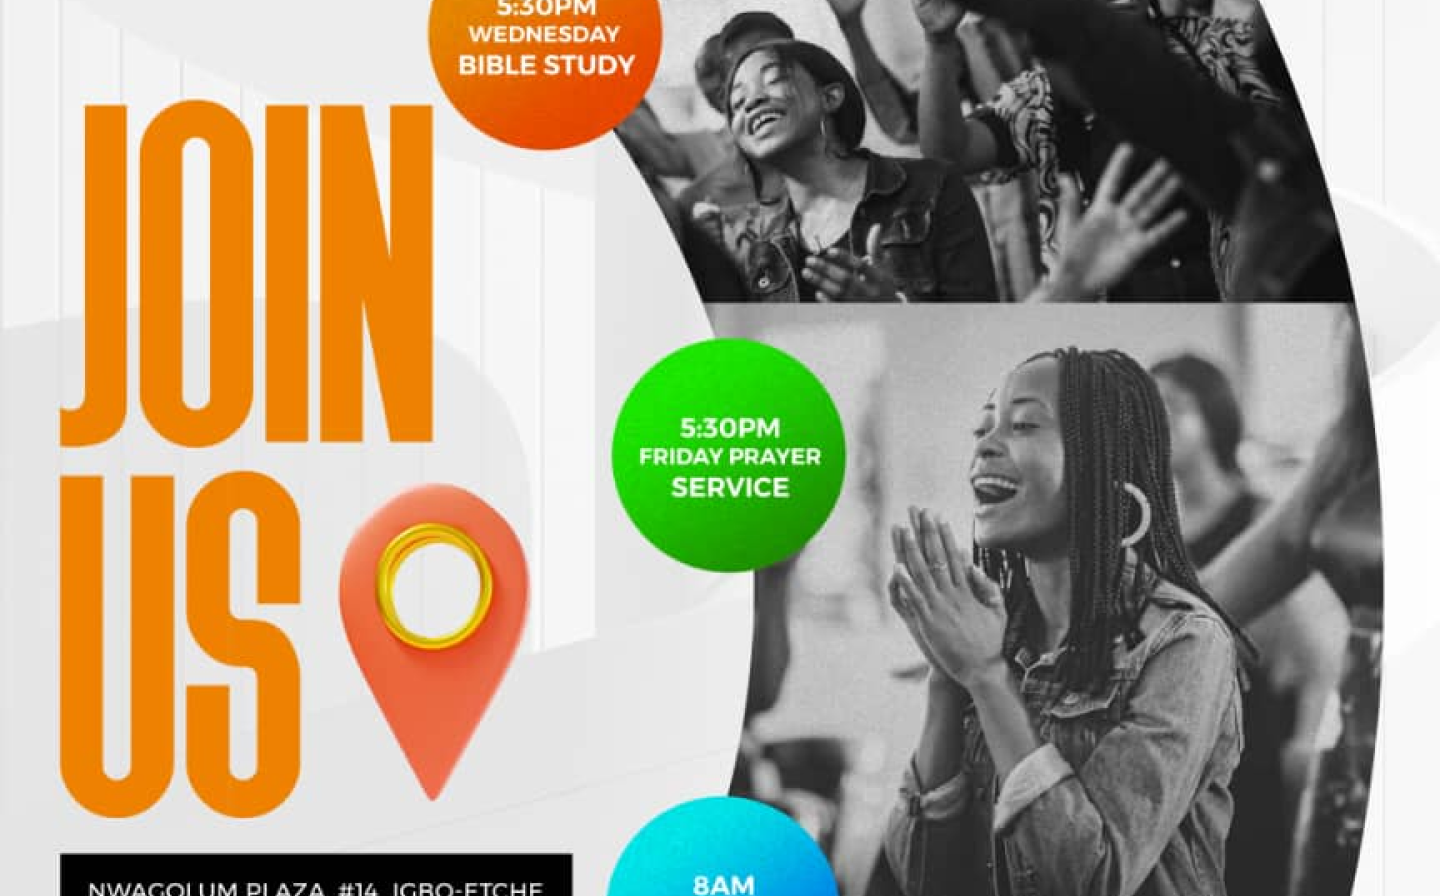 5:30PM
WEDNESDAY
BIBLE STUDY
JOIN
US
5:30PM
FRIDAY PRAYER
SERVICE
8AM
NWAGOLUM PLAZA, #14, IGBO-ETCHE